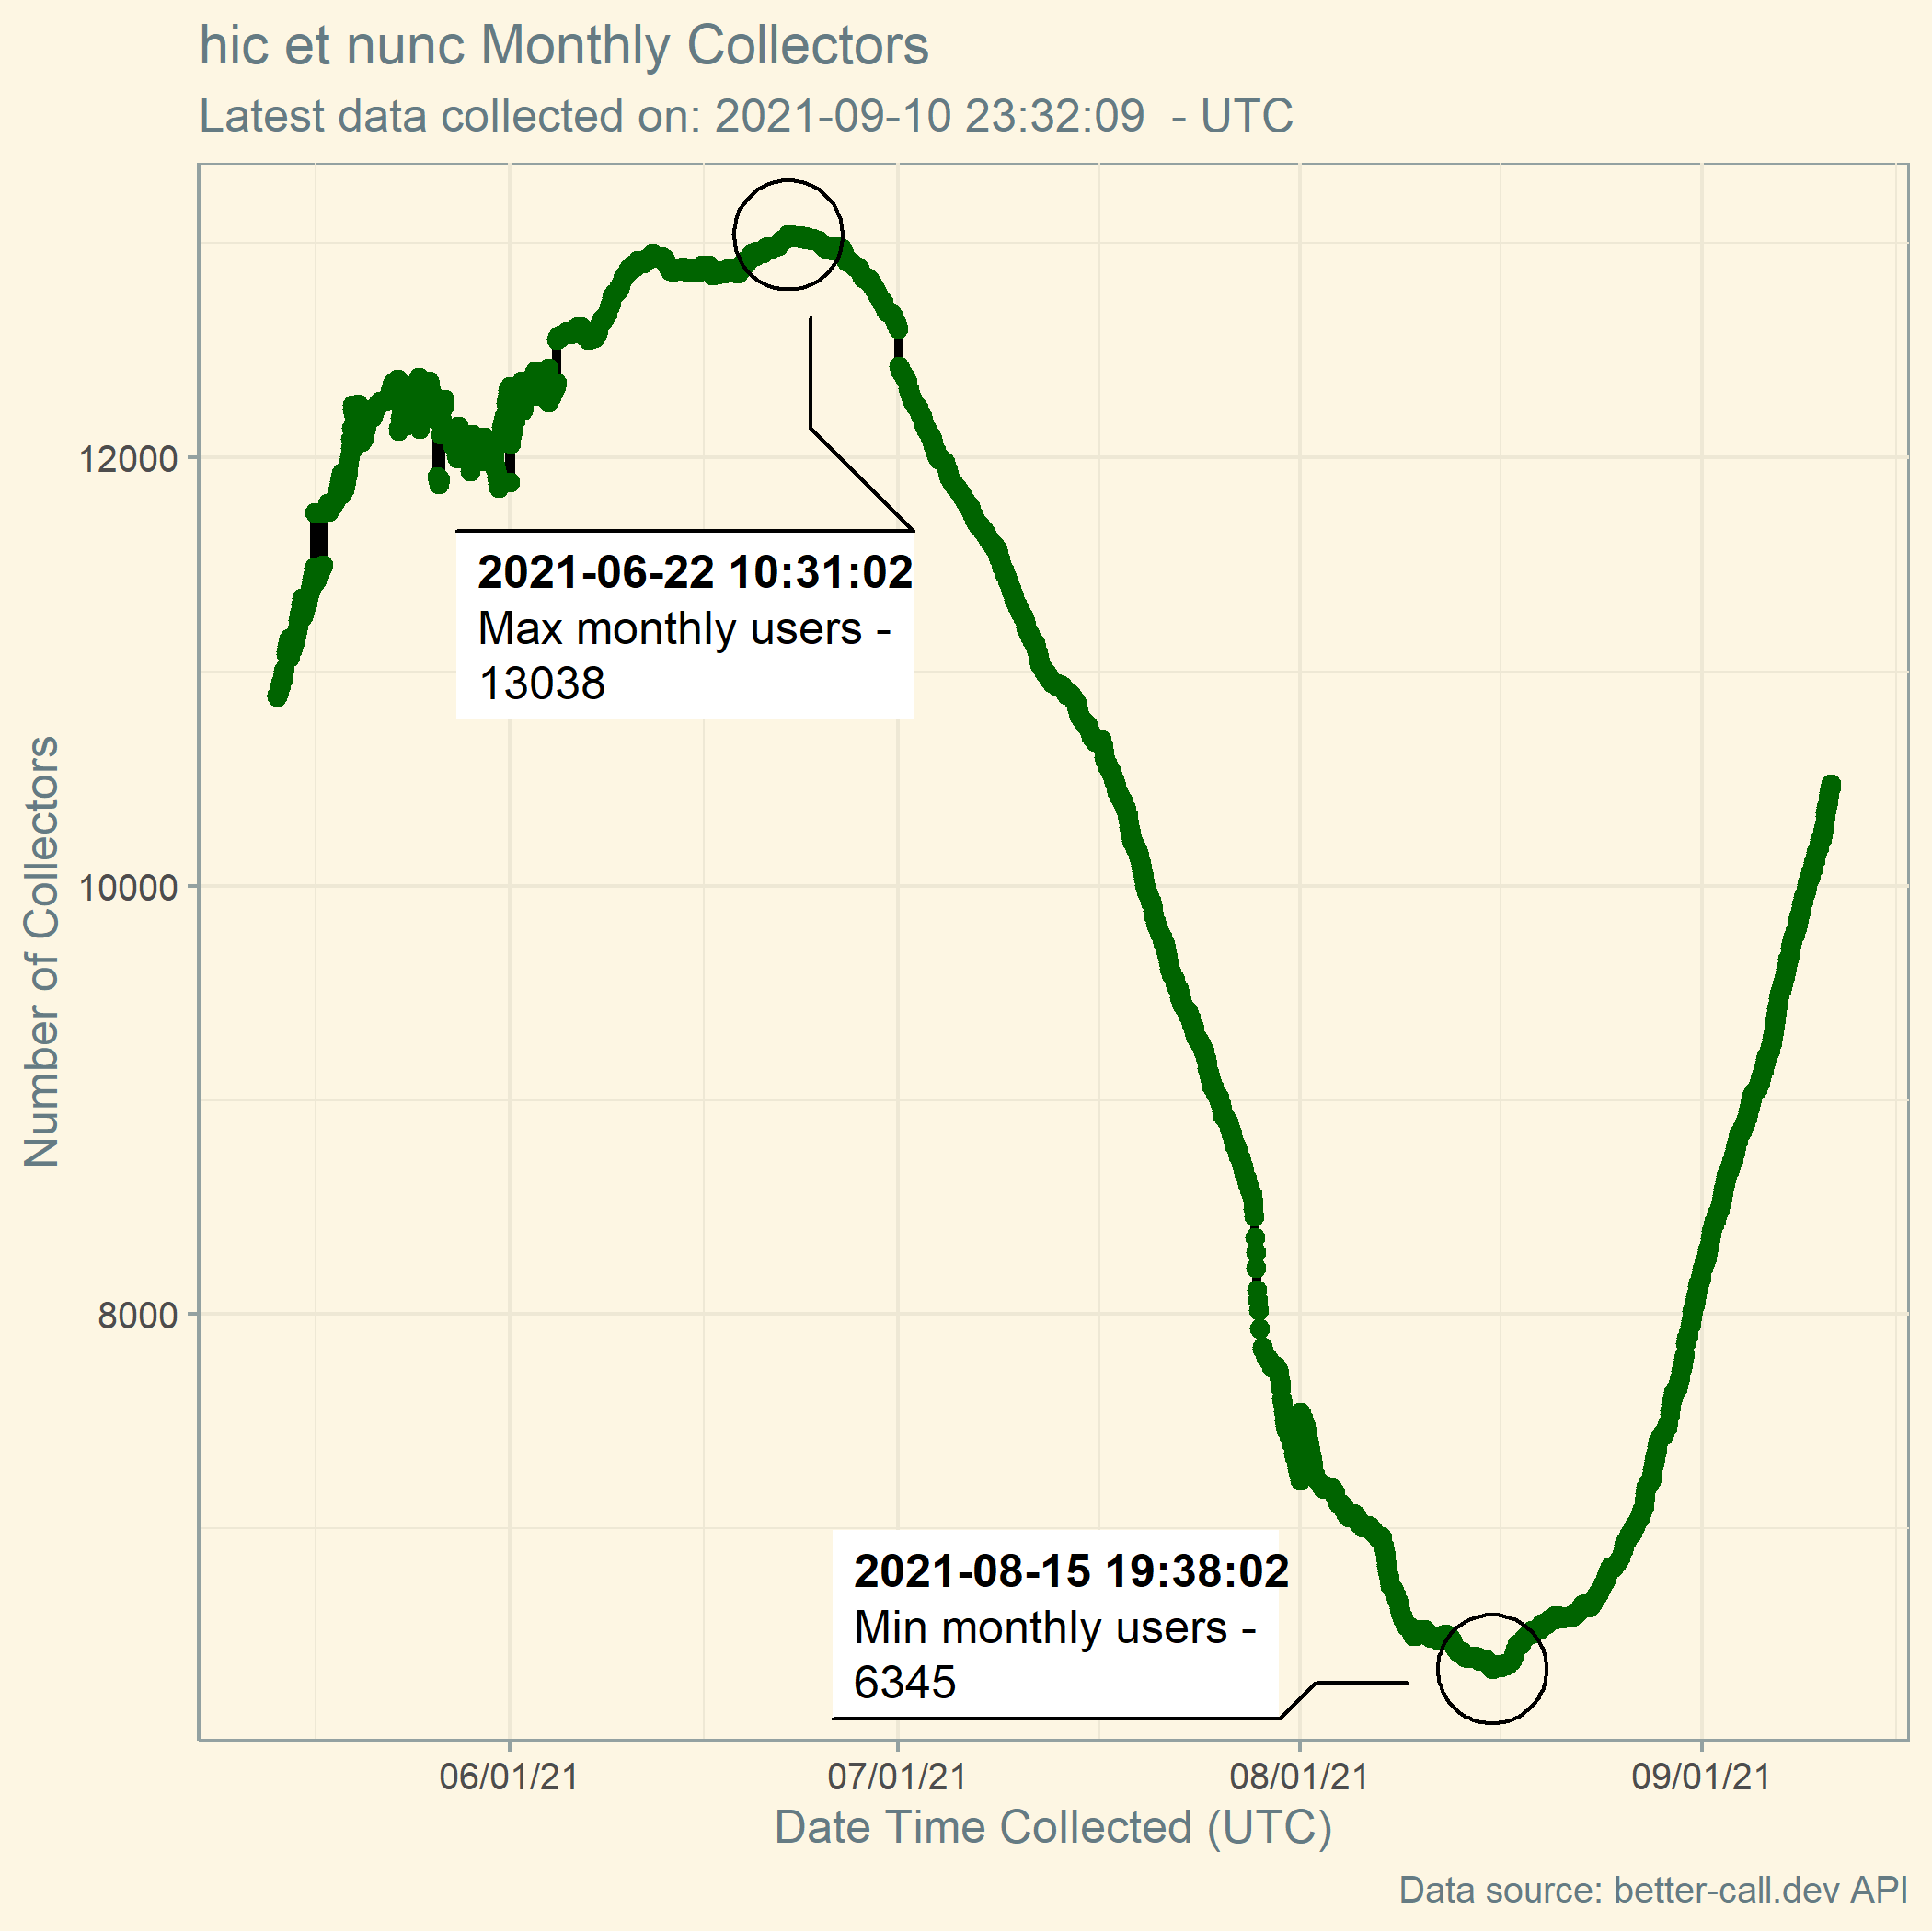 hic et nunc Monthly Collectors
Latest data collected on: 2021-09-10 23:32:09  - UTC
Number of Collectors
12000
10000
8000
2021-06-22 10:31:02
Max monthly users -
13038
2021-08-15 19:38:02
Min monthly users -
6345
06/01/21
07/01/21
08/01/21
09/01/21
Date Time Collected (UTC)
Data source: better-call.dev API